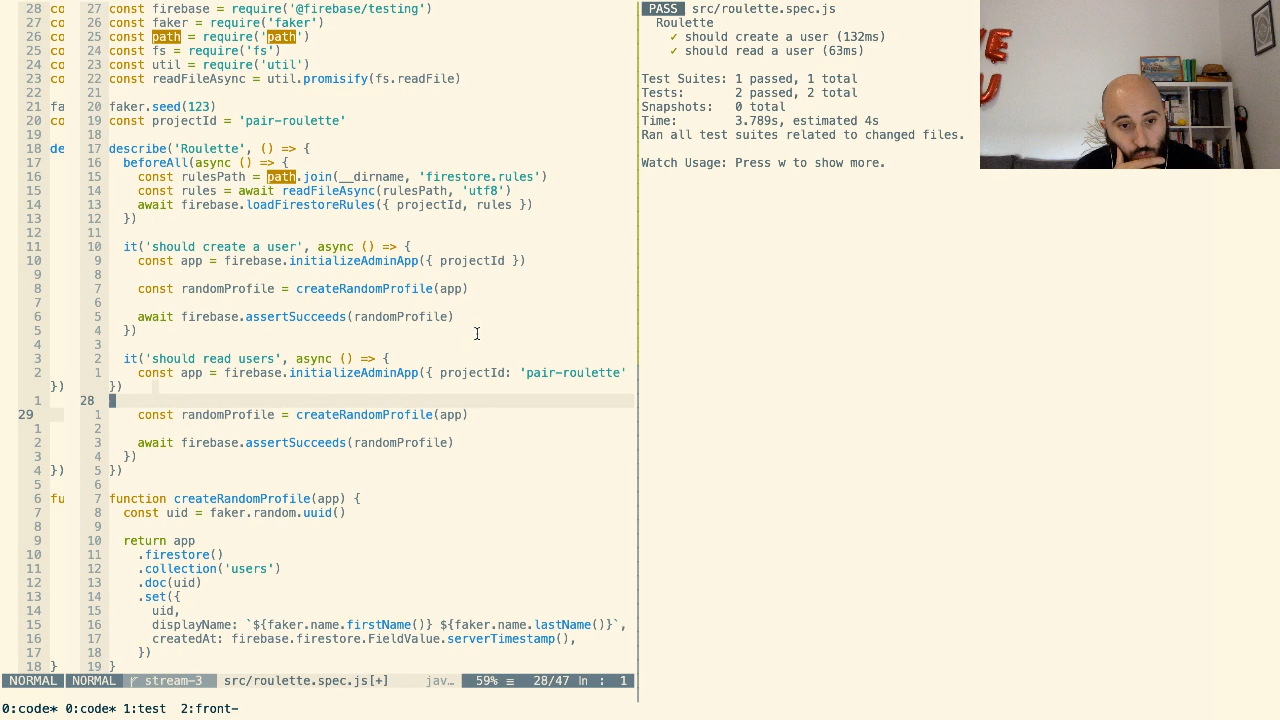 28 co 27 const firebase = require('@firebase/testing')
27 co 26 const faker = require('faker')
26 co 25 const path = require('path')
25 co 24 const fs = require('fs')
24 co 23 const util = require('util')
23 co 22 const readFileAsync = util.promisify(fs.readFile)
22 21
21 fa 20 faker.seed(123)
20 co 19 const projectId = 'pair-roulette'
19 18
18 de 17 describe('Roulette', () => {
17 16 beforeAll(async () => {
16 15 const rulesPath = path.join(__dirname, 'firestore.rules')
15 14 const rules = await readFileAsync(rulesPath, 'utf8')
14 13 await firebase.loadFirestoreRules({ projectId, rules })
13 12 })
12 11
11 10 it('should create a user', async () => {
10 9 const app = firebase.initializeAdminApp({ projectId })
9 8
8 7 const randomProfile = createRandomProfile(app)
7 6
6 5 await firebase.assertSucceeds(randomProfile)
5 4 })
4 3
3 2 it('should read users', async () => {
2 1 const app = firebase.initializeAdminApp({ projectId: 'pair-roulette'
}) })
1 28
29 1 const randomProfile = createRandomProfile(app)
1 2
2 3 await firebase.assertSucceeds(randomProfile)
3 4 })
4 }) 5 })
5 6
6 fu 7 function createRandomProfile(app) {
7 8 const uid = faker.random.uuid()
8 9
9 10 return app
10 11 .firestore()
11 12 .collection('users')
12 13 .doc(uid)
13 14 .set({
14 15 uid,
15 16 displayName: `${faker.name.firstName()} ${faker.name.lastName()}`,
16 17 createdAt: firebase.firestore.FieldValue.serverTimestamp(),
17 18 })
18 } 19 }
NORMAL NORMAL stream-3 src/roulette.spec.js[+] jav… 59% ≡ 28/47 ㏑ : 1
0:code* 0:code* 1:test 2:front-
PASS src/roulette.spec.js
Roulette
✓ should create a user (132ms)
✓ should read a user (63ms)
Test Suites: 1 passed, 1 total
Tests: 2 passed, 2 total
Snapshots: 0 total
Time: 3.789s, estimated 4s
Ran all test suites related to changed files.
Watch Usage: Press w to show more.